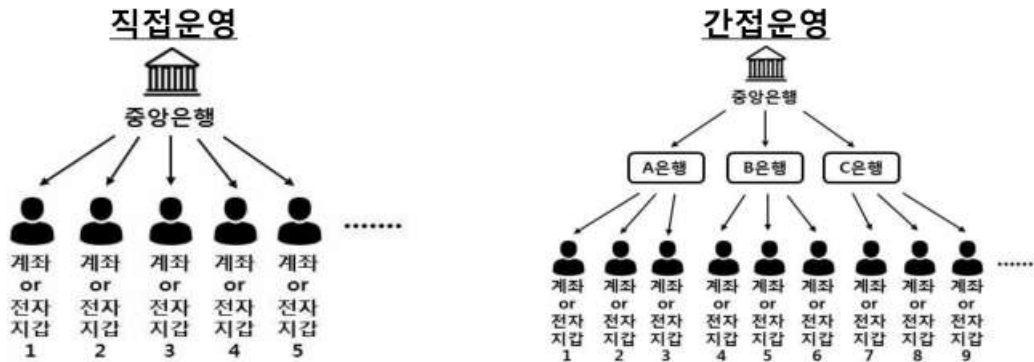 직접운영
중앙은행
계좌 계좌 계좌 계좌 계좌
or or or or or
전자 전자 전자 전자 전자
지갑 지갑 지갑 지갑 지갑
1 2 3 4 5
.......
간접운영
중앙은행
A은행 B은행 C은행
계좌 계좌 계좌 계좌 계좌 계좌 계좌 계좌 계좌
or or or or or or or or or
전자 전자 전자 전자 전자 전자 전자 전자 전자
지갑 지갑 지갑 지갑 지갑 지갑 지갑 지갑 지갑
1 2 3 4 5 6 7 8 9
......